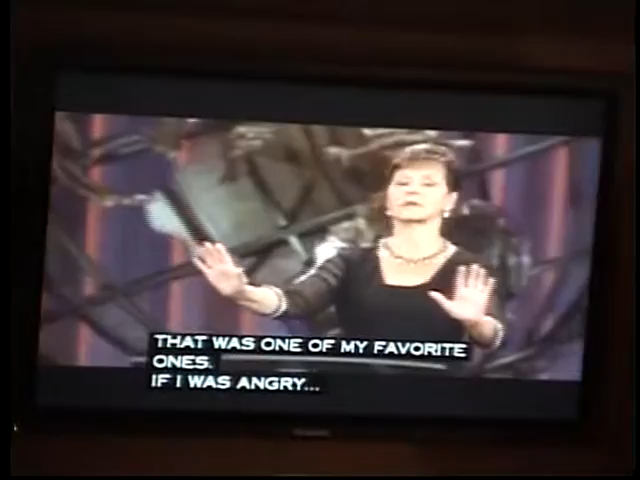 THAT WAS ONE OF MY FAVORITE
ONES.
IF I WAS ANGRY...